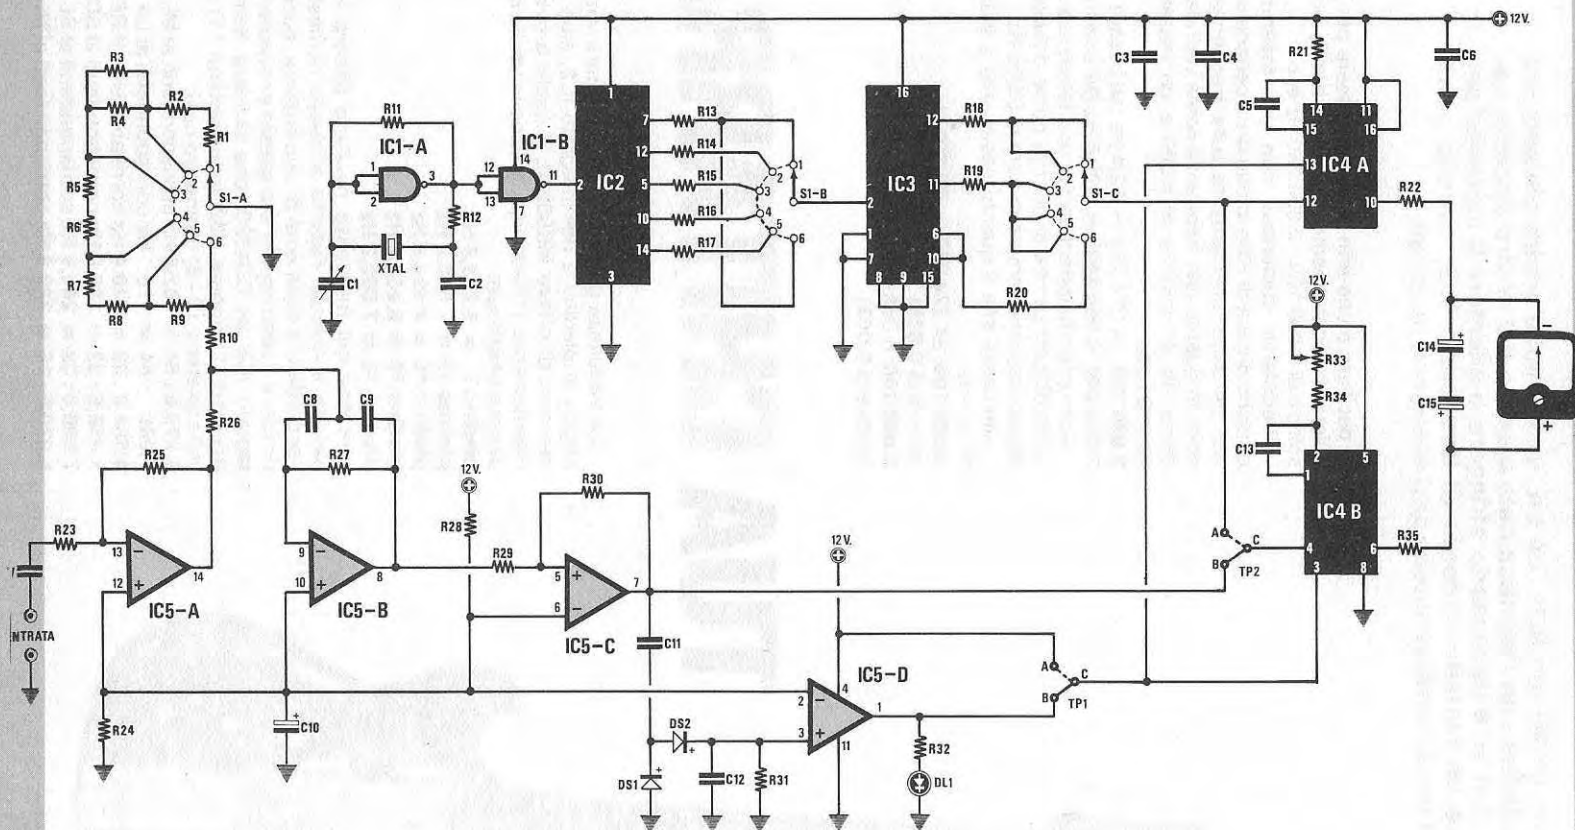 12V.
R3
R4
R2
R1
R5
R6
R7
R8
R9
R10
1
2
3
4
5
6
S1-A
R11
IC1-A
1
2
3
R12
XTAL
C1
C2
IC1-B
12
13
14
7
11
IC2
1
2
3
7
12
5
10
14
R13
R14
R15
R16
R17
1
2
3
4
5
6
S1-B
IC3
16
2
1
7
8
9
15
12
11
6
10
R18
R19
R20
1
2
3
4
5
6
S1-C
C3
C4
R21
C5
C6
IC4 A
14
15
13
12
11
16
10
R22
12V.
R33
R34
C13
C14
+
C15
+
−
+
IC4 B
2
1
5
4
3
6
8
R35
A
B
C
TP2
R23
R25
R26
13
−
12
+
14
IC5-A
NTRATA
R24
C8
C9
R27
9
−
10
+
8
IC5-B
C10
+
12V.
R28
R29
R30
5
+
6
−
7
IC5-C
C11
DS1
+
DS2
+
C12
R31
12V.
2
−
3
+
4
11
1
IC5-D
R32
DL1
A
B
C
TP1